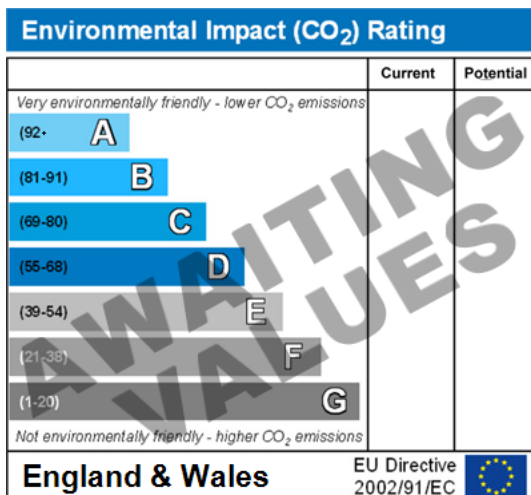 Environmental Impact (CO₂) Rating
Current Potential
Very environmentally friendly - lower CO₂ emissions
(92+ A
(81-91) B
(69-80) C
(55-68) D
(39-54) E
(21-38) F
(1-20) G
AWAITING
VALUES
Not environmentally friendly - higher CO₂ emissions
England & Wales
EU Directive
2002/91/EC